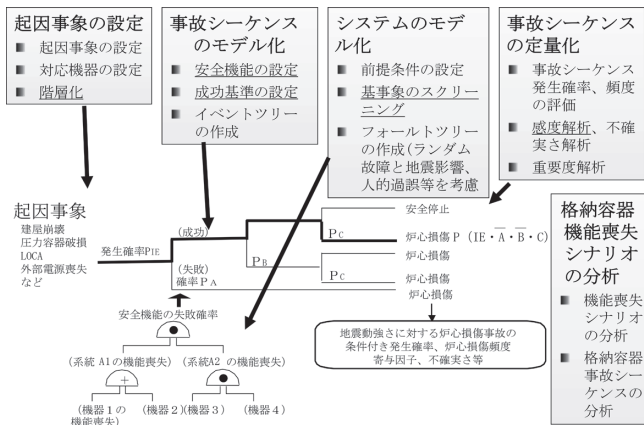 起因事象の設定
■ 起因事象の設定
■ 対応機器の設定
■ 階層化
事故シーケンス
のモデル化
■ 安全機能の設定
■ 成功基準の設定
■ イベントツリー
の作成
システムのモデ
ル化
■ 前提条件の設定
■ 基事象のスクリー
ニング
■ フォールトツリー
の作成(ランダム
故障と地震影響、
人的過誤等を考慮
事故シーケンス
の定量化
■ 事故シーケンス
発生確率、頻度
の評価
■ 感度解析、不確
実さ解析
■ 重要度解析
格納容器
機能喪失
シナリオ
の分析
■ 機能喪失
シナリオ
の分析
■ 格納容器
事故シー
ケンスの
分析
起因事象
建屋崩壊
圧力容器破損
LOCA
外部電源喪失
など
発生確率PIE
(成功)
(失敗)
確率PA
PB
PC
PC
安全停止
炉心損傷P (IE・A̅・B̅・C)
炉心損傷
炉心損傷
炉心損傷
安全機能の失敗確率
(系統 A1の機能喪失) (系統A2 の機能喪失)
+
(機器1の
機能喪失)
(機器2)(機器3) (機器4)
地震動強さに対する炉心損傷事故の
条件付き発生確率、炉心損傷頻度
寄与因子、不確実さ等